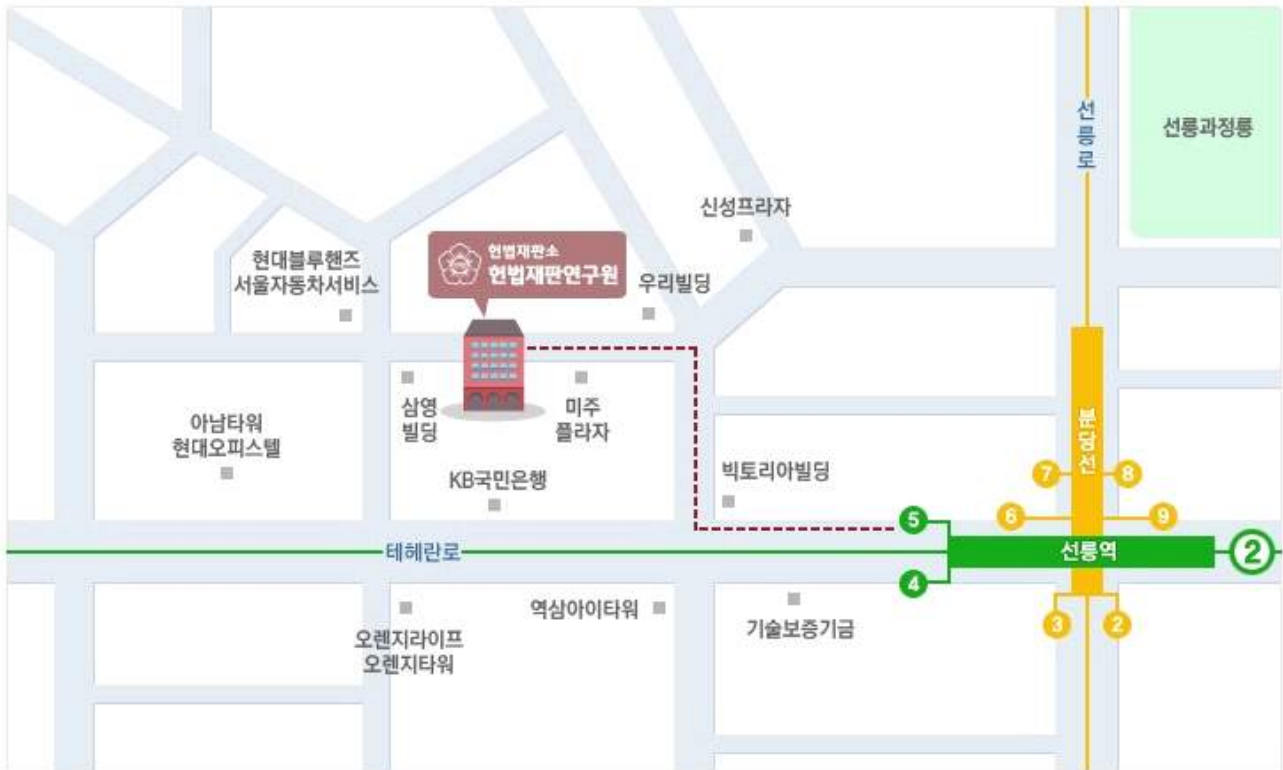 선릉로
선릉과정릉
신성프라자
현대블루핸즈
서울자동차서비스
헌법재판소
헌법재판연구원
우리빌딩
삼영
빌딩
미주
플라자
아남타워
현대오피스텔
KB국민은행
빅토리아빌딩
분당선
7
8
6
9
5
선릉역
2
테헤란로
4
3
2
오렌지라이프
오렌지타워
역삼아이타워
기술보증기금